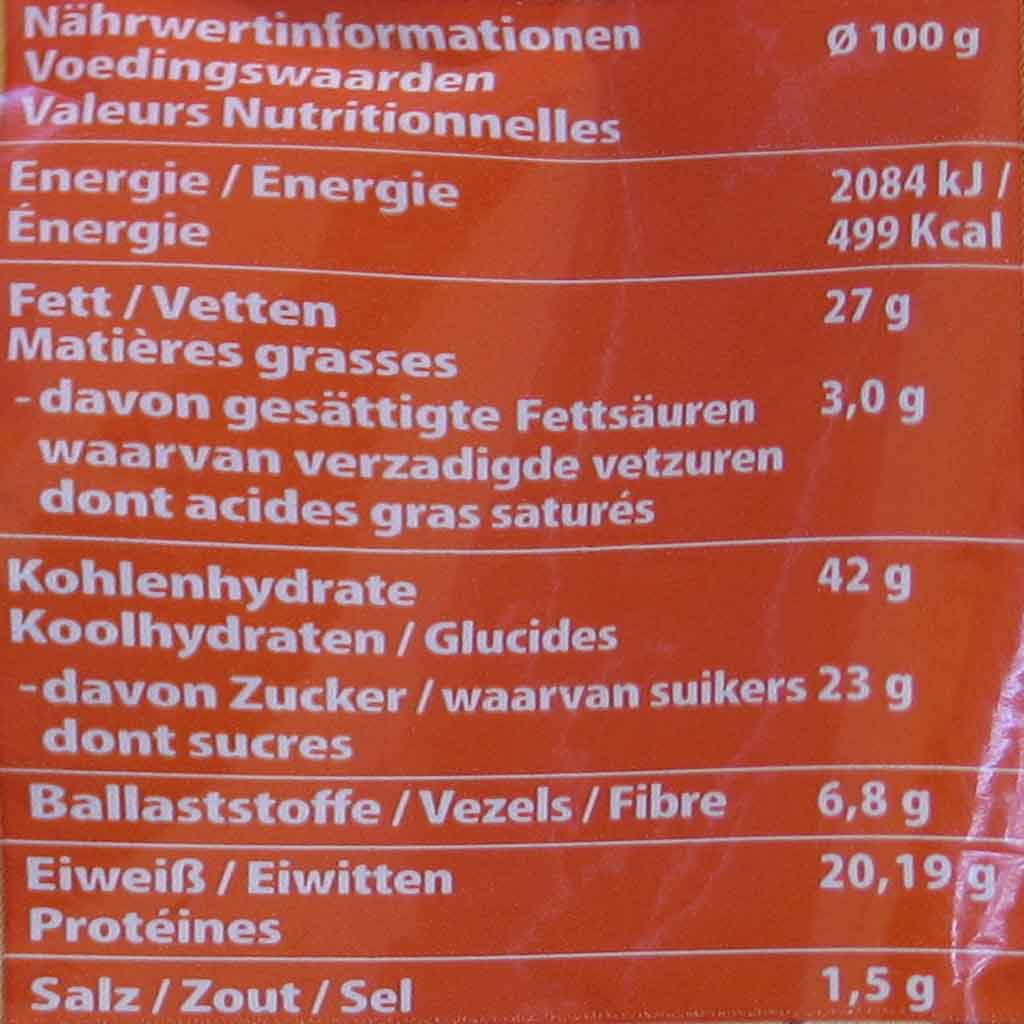 Nährwertinformationen Ø 100 g
Voedingswaarden
Valeurs Nutritionnelles
Energie / Energie 2084 kJ /
Énergie 499 Kcal
Fett / Vetten 27 g
Matières grasses
-davon gesättigte Fettsäuren 3,0 g
waarvan verzadigde vetzuren
dont acides gras saturés
Kohlenhydrate 42 g
Koolhydraten / Glucides
-davon Zucker / waarvan suikers 23 g
dont sucres
Ballaststoffe / Vezels / Fibre 6,8 g
Eiweiß / Eiwitten 20,19 g
Protéines
Salz / Zout / Sel 1,5 g